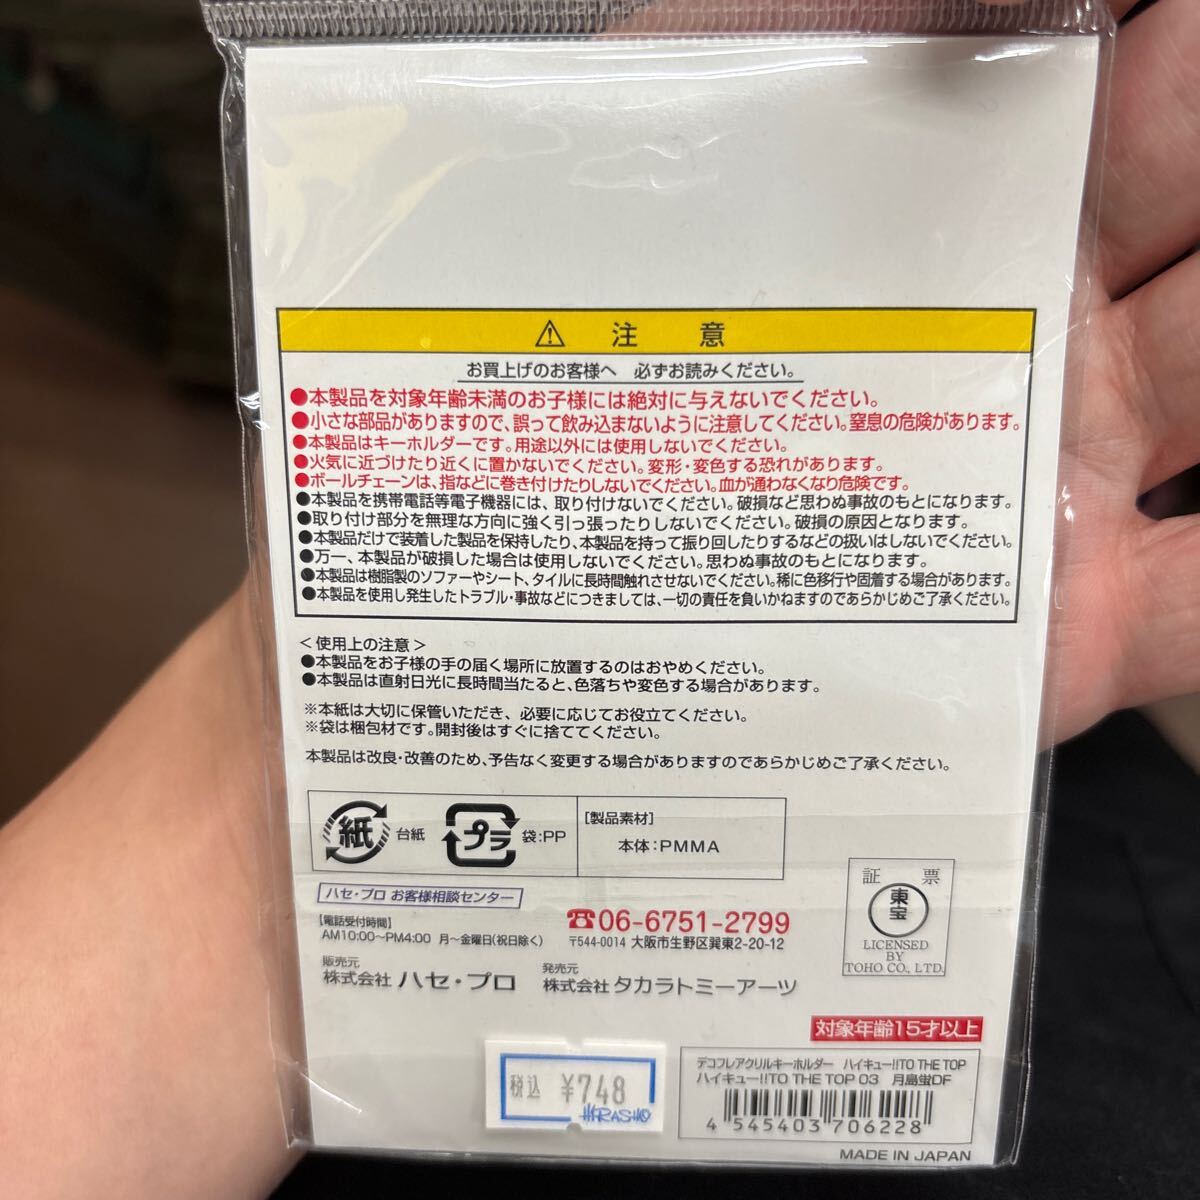 ⚠ 注 意
お買上げのお客様へ 必ずお読みください。
●本製品を対象年齢未満のお子様には絶対に与えないでください。
●小さな部品がありますので、誤って飲み込まないように注意してください。窒息の危険があります。
●本製品はキーホルダーです。用途以外には使用しないでください。
●火気に近づけたり近くに置かないでください。変形・変色する恐れがあります。
●ボールチェーンは、指などに巻き付けたりしないでください。血が通わなくなり危険です。
●本製品を携帯電話等電子機器には、取り付けないでください。破損など思わぬ事故のもとになります。
●取り付け部分を無理な方向に強く引っ張ったりしないでください。破損の原因となります。
●本製品だけで装着した製品を保持したり、本製品を持って振り回したりするなどの扱いはしないでください。
●万一、本製品が破損した場合は使用しないでください。思わぬ事故のもとになります。
●本製品は樹脂製のソファーやシート、タイルに長時間触れさせないでください。稀に色移行や固着する場合があります。
●本製品を使用し発生したトラブル・事故などにつきましては、一切の責任を負いかねますのであらかじめご了承ください。
＜使用上の注意＞
●本製品をお子様の手の届く場所に放置するのはおやめください。
●本製品は直射日光に長時間当たると、色落ちや変色する場合があります。
※本紙は大切に保管いただき、必要に応じてお役立てください。
※袋は梱包材です。開封後はすぐに捨ててください。
本製品は改良・改善のため、予告なく変更する場合がありますのであらかじめご了承ください。
紙 台紙 プラ 袋:PP
[製品素材]
本体:PMMA
ハセ・プロ お客様相談センター
【電話受付時間】
AM10:00～PM4:00 月～金曜日(祝日除く)
☎06-6751-2799
〒544-0014 大阪市生野区巽東2-20-12
販売元
株式会社 ハセ・プロ
発売元
株式会社 タカラトミーアーツ
証 票
東宝
LICENSED
BY
TOHO CO., LTD.
対象年齢15才以上
税込 ¥748
HIRASHO
デコフレアクリルキーホルダー ハイキュー!!TO THE TOP
ハイキュー!!TO THE TOP 03 月島蛍DF
4 545403 706228
MADE IN JAPAN